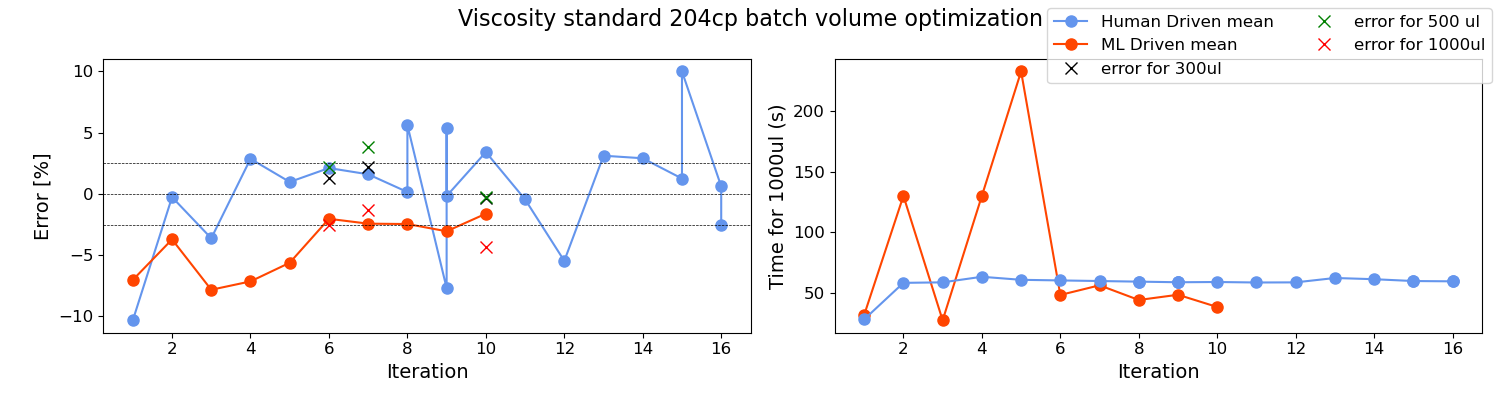 Viscosity standard 204cp batch volume optimization
Human Driven mean
ML Driven mean
error for 300ul
error for 500 ul
error for 1000ul
Error [%]
10
5
0
−5
−10
2 4 6 8 10 12 14 16
Iteration
Time for 1000ul (s)
200
150
100
50
2 4 6 8 10 12 14 16
Iteration